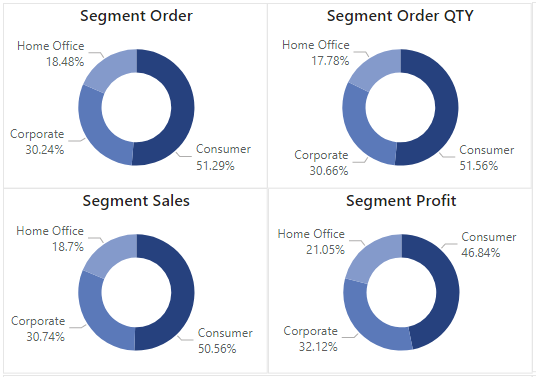 Segment Order
Home Office
18.48%
Corporate
30.24%
Consumer
51.29%
Segment Order QTY
Home Office
17.78%
Corporate
30.66%
Consumer
51.56%
Segment Sales
Home Office
18.7%
Corporate
30.74%
Consumer
50.56%
Segment Profit
Home Office
21.05%
Consumer
46.84%
Corporate
32.12%